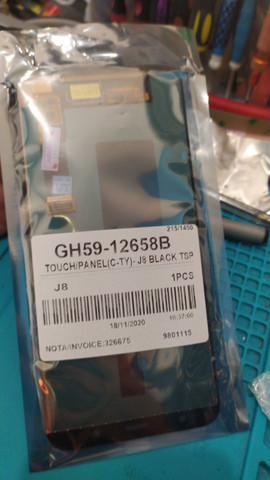 215/1450
GH59-12658B
TOUCH/PANEL(C-TY)- J8 BLACK TSP
J8
1PCS
18/11/2020
10:37:00
NOTA/INVOICE:326675
9801115